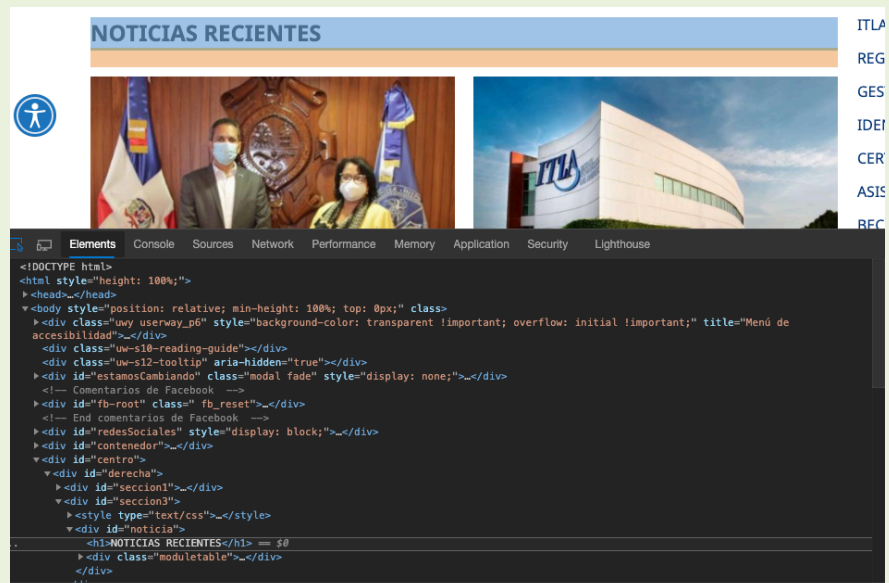 NOTICIAS RECIENTES
ITLA
REG
GES
IDEN
CER
ASIS
BEC
ITLA
Elements Console Sources Network Performance Memory Application Security Lighthouse
<!DOCTYPE html>
<html style="height: 100%;">
▶<head>…</head>
▼<body style="position: relative; min-height: 100%; top: 0px;" class>
▶<div class="uwy userway_p6" style="background-color: transparent !important; overflow: initial !important;" title="Menú de
accesibilidad">…</div>
<div class="uw-s10-reading-guide"></div>
<div class="uw-s12-tooltip" aria-hidden="true"></div>
▶<div id="estamosCambiando" class="modal fade" style="display: none;">…</div>
<!-- Comentarios de Facebook -->
▶<div id="fb-root" class=" fb_reset">…</div>
<!-- End comentarios de Facebook -->
▶<div id="redesSociales" style="display: block;">…</div>
▶<div id="contenedor">…</div>
▼<div id="centro">
▼<div id="derecha">
▶<div id="seccion1">…</div>
▼<div id="seccion3">
▶<style type="text/css">…</style>
▼<div id="noticia">
<h1>NOTICIAS RECIENTES</h1> == $0
▶<div class="moduletable">…</div>
</div>